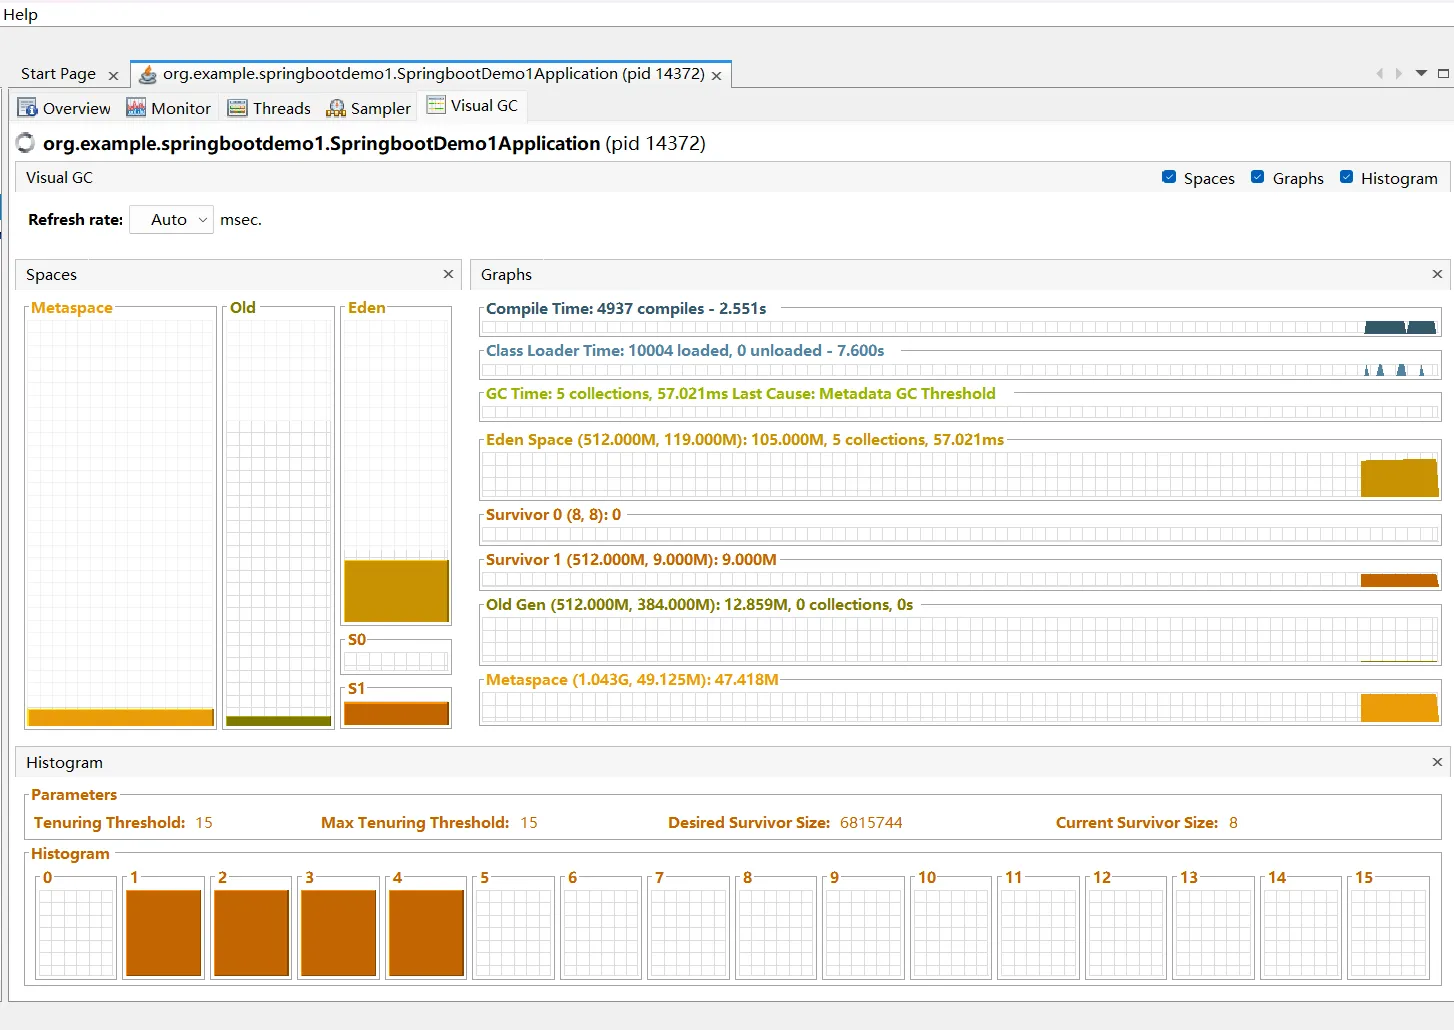 Help
Start Page
org.example.springbootdemo1.SpringbootDemo1Application (pid 14372)
Overview Monitor Threads Sampler Visual GC
org.example.springbootdemo1.SpringbootDemo1Application (pid 14372)
Visual GC Spaces Graphs Histogram
Refresh rate: Auto msec.
Spaces
Metaspace Old Eden
S0
S1
Graphs
Compile Time: 4937 compiles - 2.551s
Class Loader Time: 10004 loaded, 0 unloaded - 7.600s
GC Time: 5 collections, 57.021ms Last Cause: Metadata GC Threshold
Eden Space (512.000M, 119.000M): 105.000M, 5 collections, 57.021ms
Survivor 0 (8, 8): 0
Survivor 1 (512.000M, 9.000M): 9.000M
Old Gen (512.000M, 384.000M): 12.859M, 0 collections, 0s
Metaspace (1.043G, 49.125M): 47.418M
Histogram
Parameters
Tenuring Threshold: 15 Max Tenuring Threshold: 15 Desired Survivor Size: 6815744 Current Survivor Size: 8
Histogram
0 1 2 3 4 5 6 7 8 9 10 11 12 13 14 15